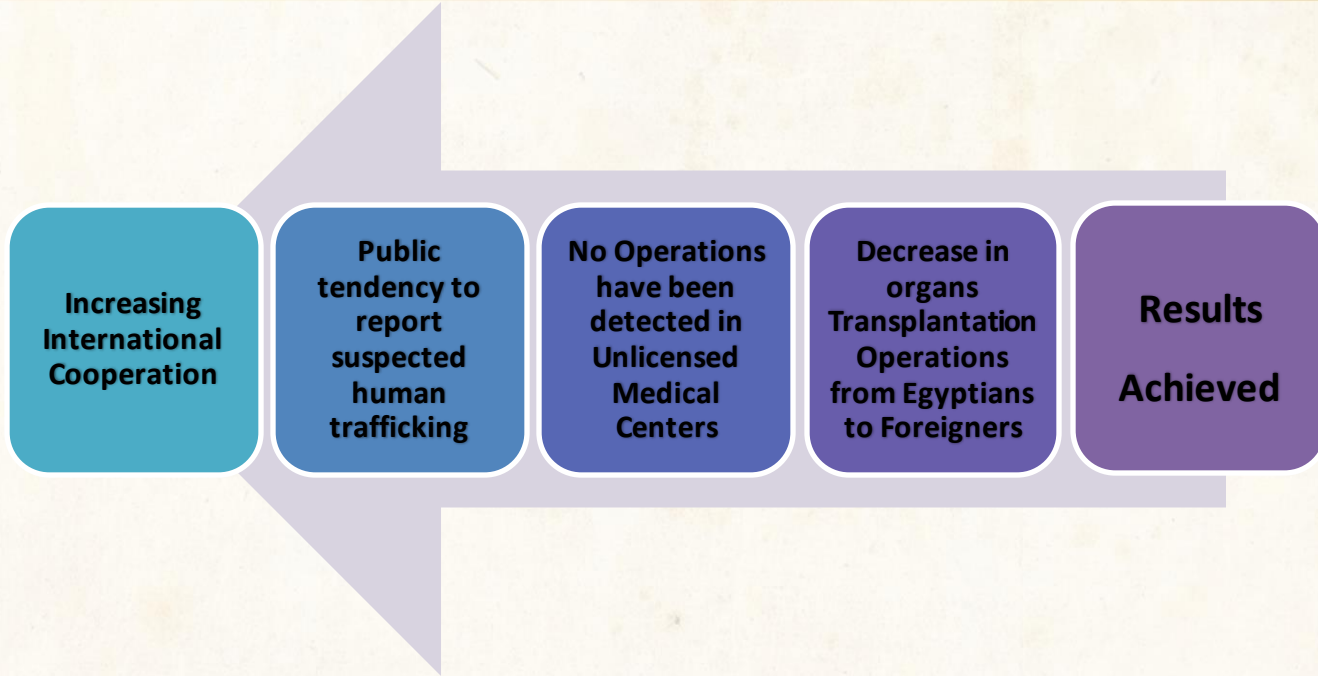 Increasing
International
Cooperation
Public
tendency to
report
suspected
human
trafficking
No Operations
have been
detected in
Unlicensed
Medical
Centers
Decrease in
organs
Transplantation
Operations
from Egyptians
to Foreigners
Results
Achieved